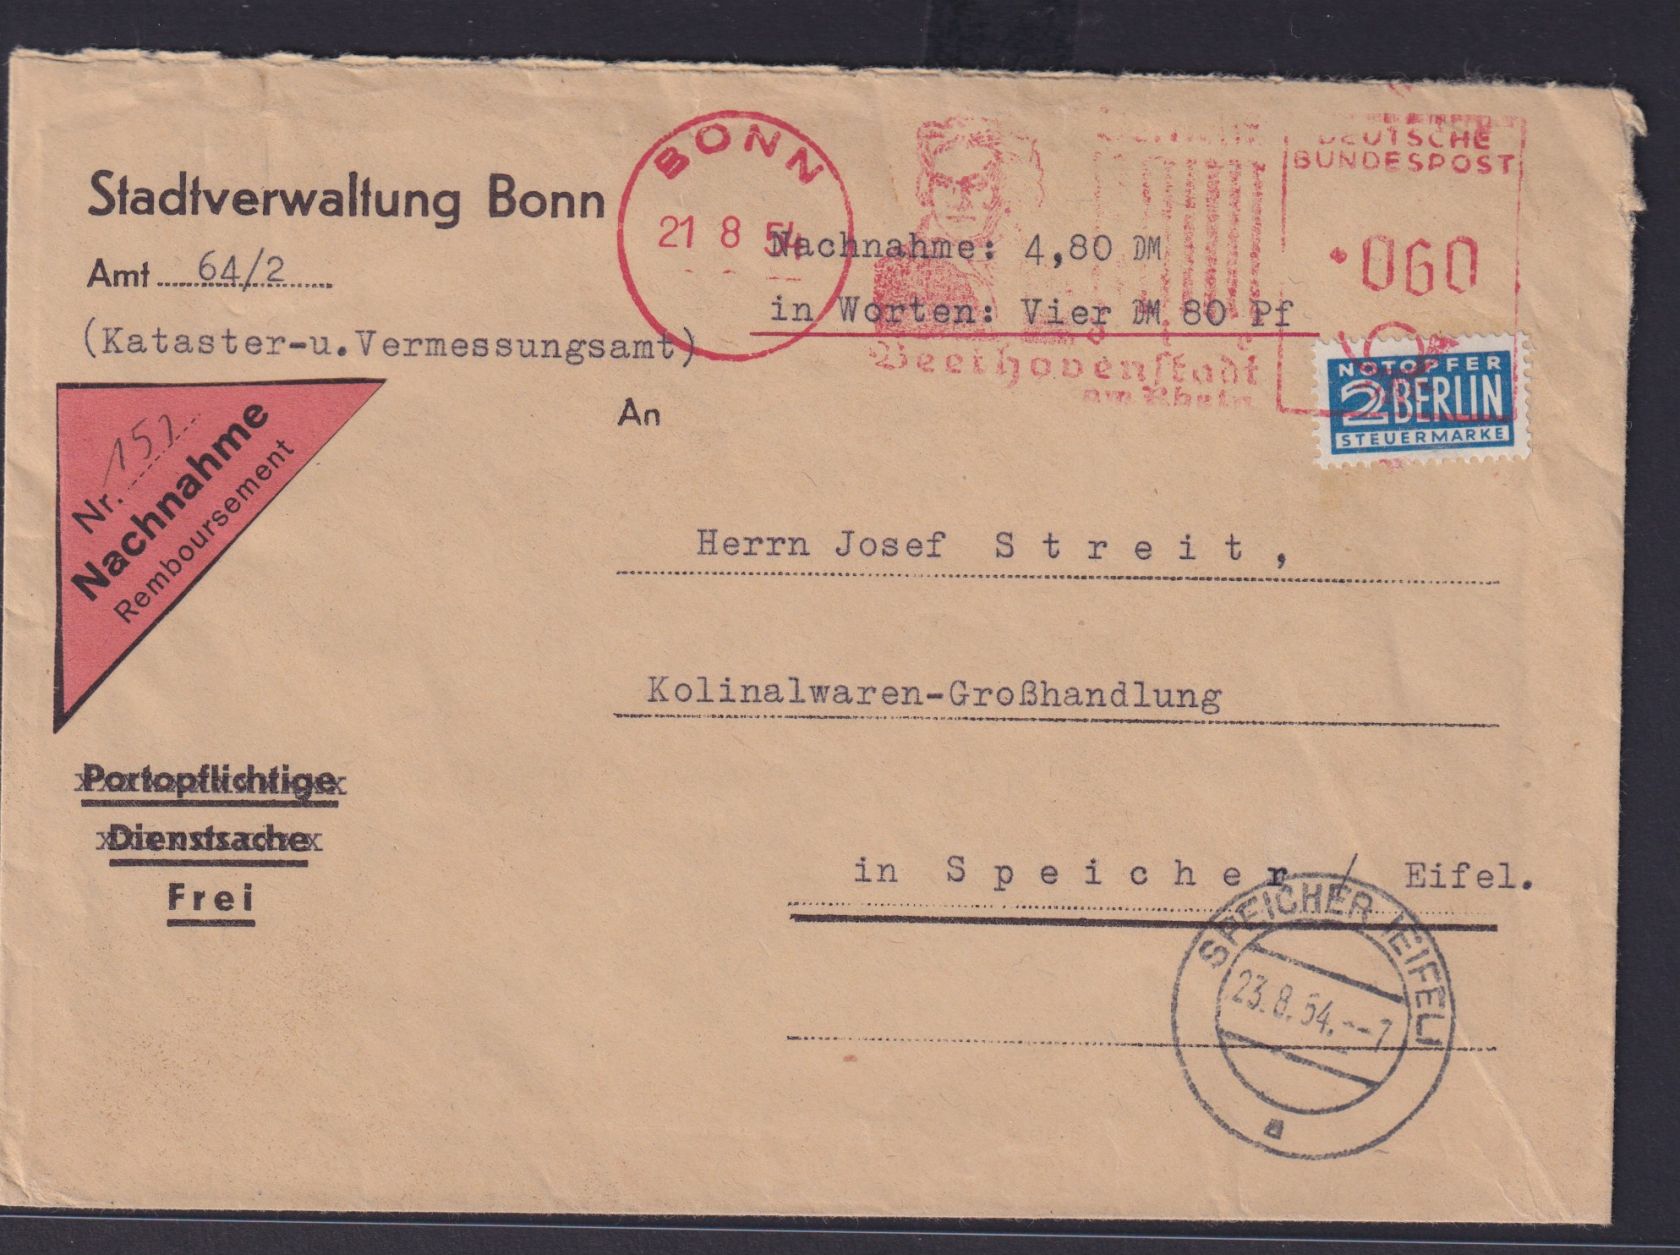 Stadtverwaltung Bonn
Amt 64/2
(Kataster-u.Vermessungsamt)
BONN
21 8 54
Nachnahme: 4,80 DM
in Worten: Vier DM 80 Pf
Beethovenstadt
am Rhein
DEUTSCHE
BUNDESPOST
060
NOTOPFER
2 BERLIN
STEUERMARKE
Nr. 152
Nachnahme
Remboursement
An
Herrn Josef Streit,
Kolinalwaren-Großhandlung
in Speicher / Eifel.
Portopflichtige
Dienstsache
Frei
SPEICHER (EIFEL)
23.8.54.--7
a